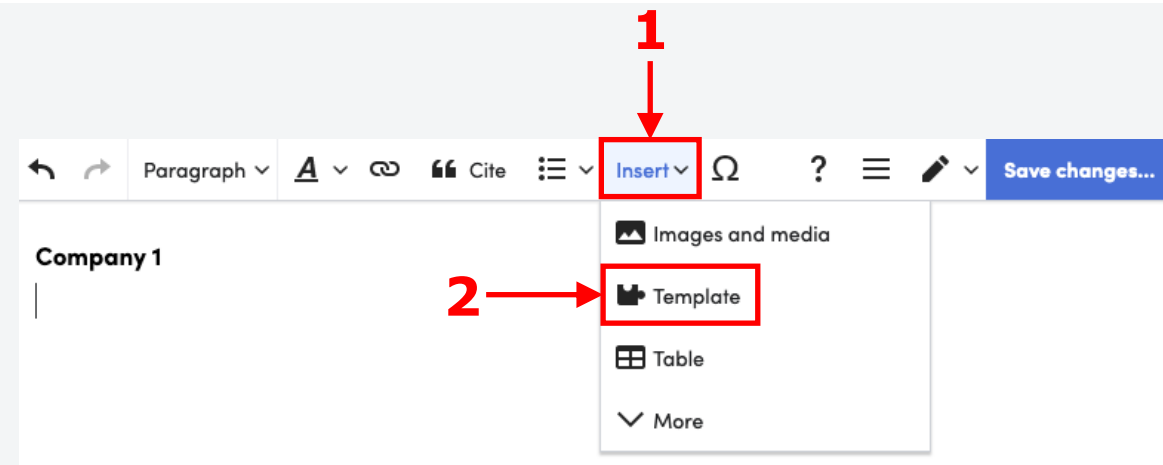 1
Paragraph A Cite Insert Ω ? Save changes...
Images and media
Company 1
2 Template
Table
More